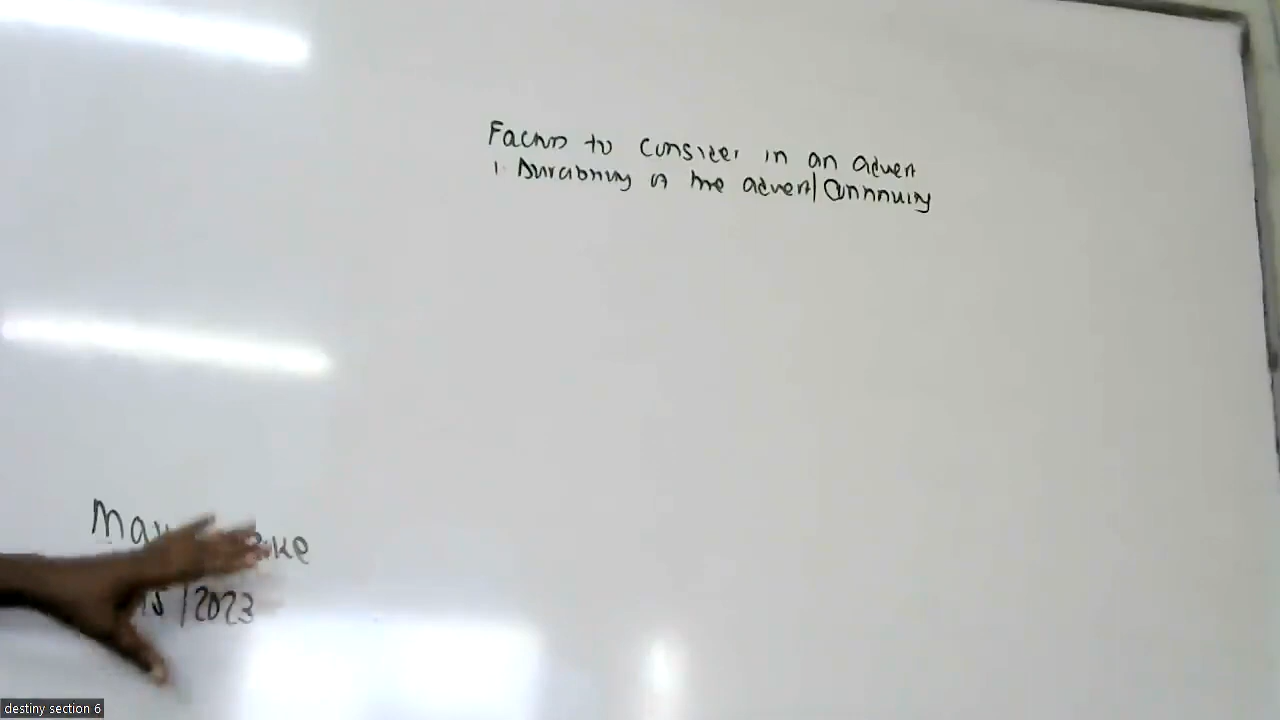 Factors to consider in an advert
1. Durability of the advert/Continuity
/2023
destiny section 6